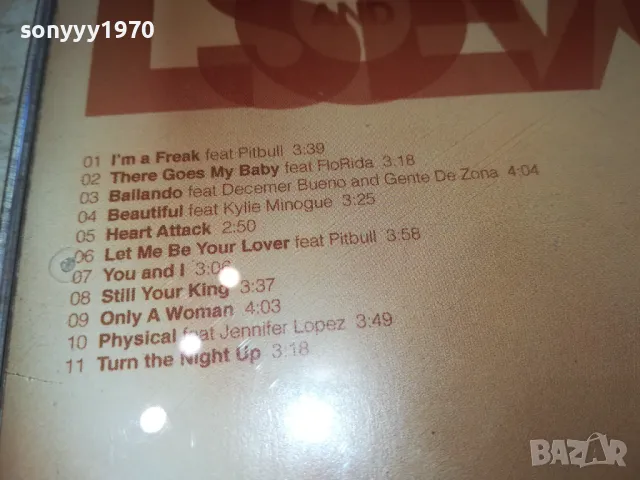 sonyyy1970
AND
01 I'm a Freak feat Pitbull 3:39
02 There Goes My Baby feat FloRida 3:18
03 Bailando feat Decemer Bueno and Gente De Zona 4:04
04 Beautiful feat Kylie Minogue 3:25
05 Heart Attack 2:50
06 Let Me Be Your Lover feat Pitbull 3:58
07 You and I 3:06
08 Still Your King 3:37
09 Only A Woman 4:03
10 Physical feat Jennifer Lopez 3:49
11 Turn the Night Up 3:18
BAZAR